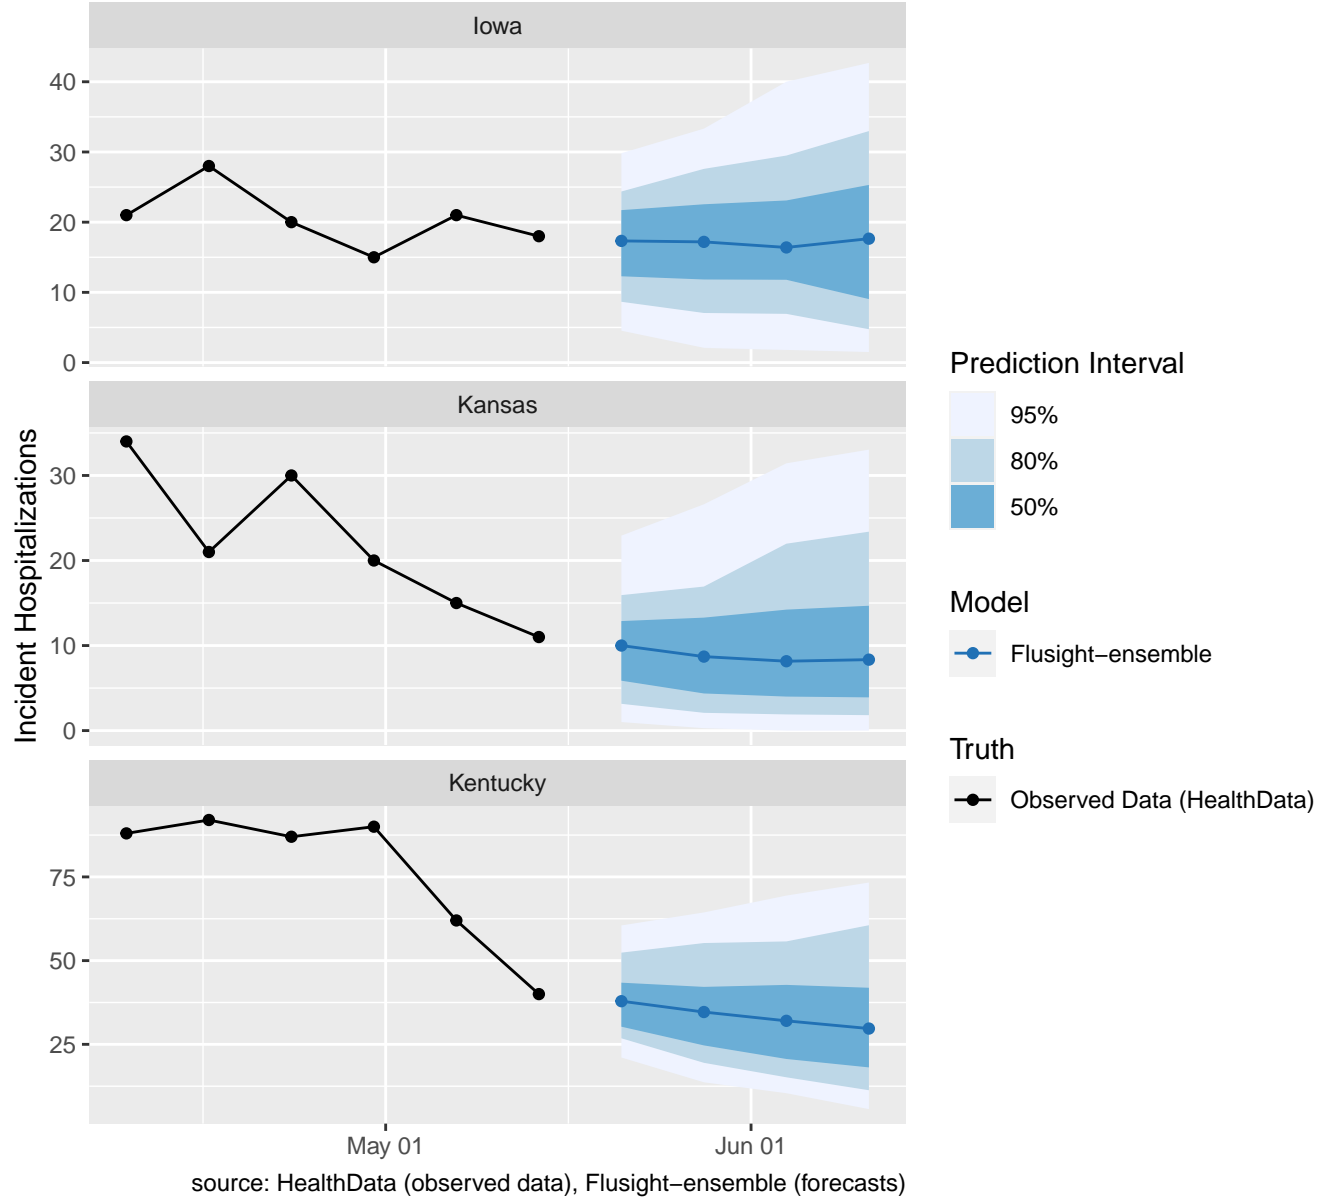 Iowa
40
30
20
10
0
Kansas
30
20
10
0
Kentucky
75
50
25
May 01
Jun 01
Incident Hospitalizations
source: HealthData (observed data), Flusight−ensemble (forecasts)
Prediction Interval
95%
80%
50%
Model
Flusight−ensemble
Truth
Observed Data (HealthData)